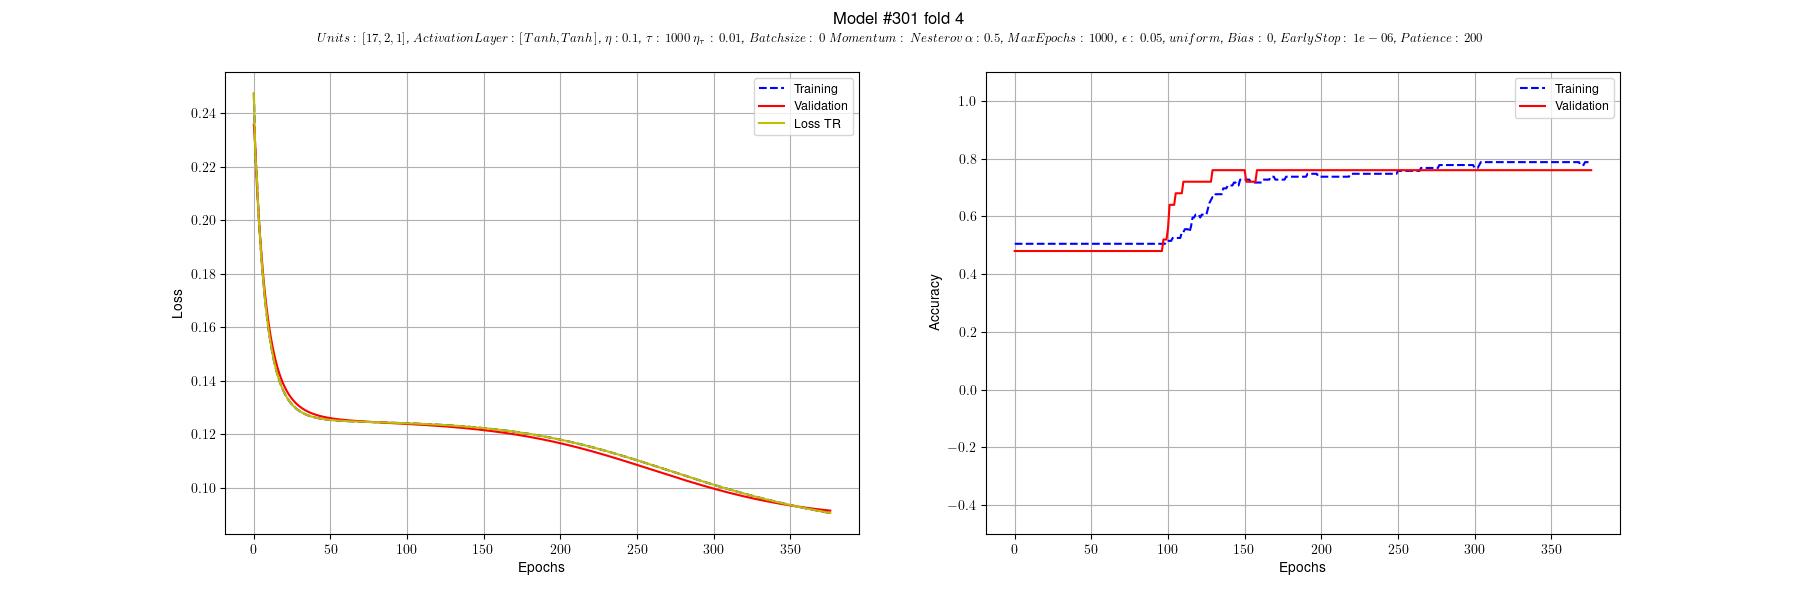 Model #301 fold 4
Units : [17, 2, 1], ActivationLayer : [Tanh, Tanh], η : 0.1, τ : 1000 ητ : 0.01, Batchsize : 0 Momentum : Nesterov α : 0.5, MaxEpochs : 1000, ϵ : 0.05, uniform, Bias : 0, EarlyStop : 1e − 06, Patience : 200
Training
Validation
Loss TR
0.24
0.22
0.20
0.18
0.16
0.14
0.12
0.10
Loss
0 50 100 150 200 250 300 350
Epochs
Training
Validation
1.0
0.8
0.6
0.4
0.2
0.0
−0.2
−0.4
Accuracy
0 50 100 150 200 250 300 350
Epochs